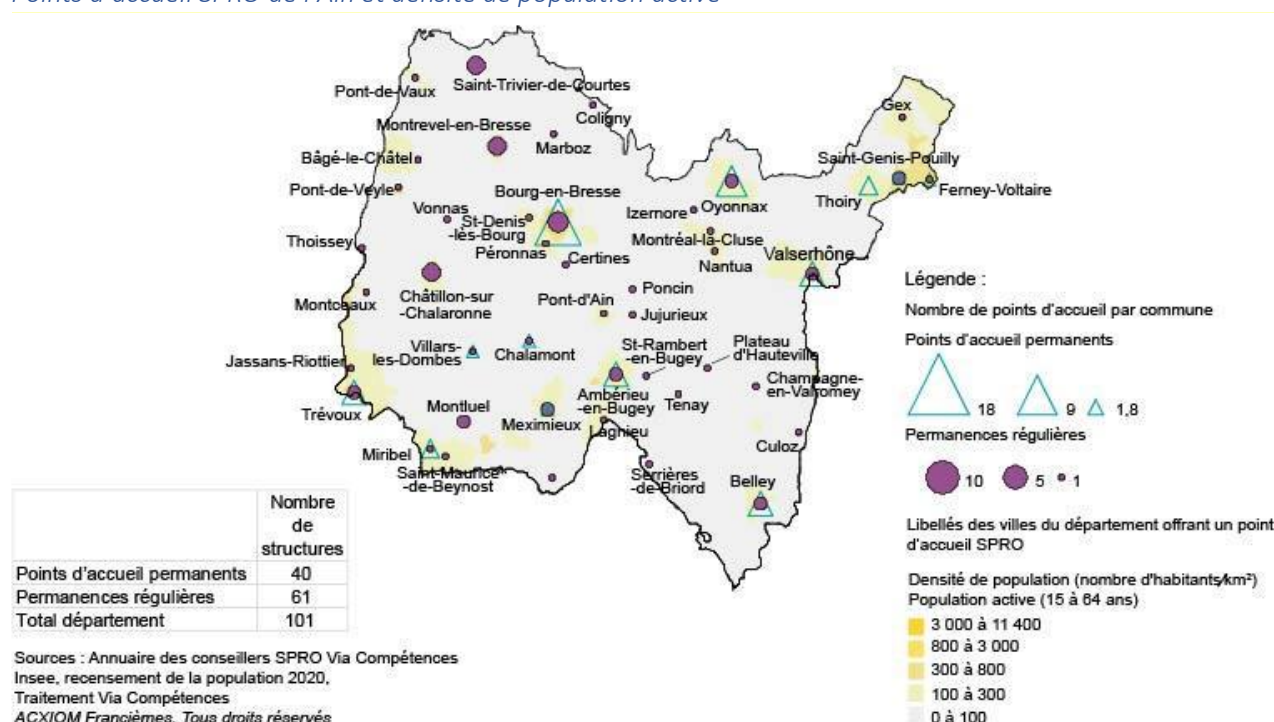 Points d'accueil SPRO de l'Ain et densité de population active
Pont-de-Vaux
Saint-Trivier-de-Courtes
Coligny
Montrevel-en-Bresse
Marboz
Bâgé-le-Châtel
Pont-de-Veyle
Bourg-en-Bresse
Vonnas
St-Denis
-lès-Bourg
Péronnas
Certines
Thoissey
Izernore
Oyonnax
Montréal-la-Cluse
Nantua
Gex
Saint-Genis-Pouilly
Thoiry
Ferney-Voltaire
Valserhône
Montceaux
Châtillon-sur
-Chalaronne
Pont-d'Ain
Poncin
Jujurieux
Jassans-Riottier
Villars-
les-Dombes
Chalamont
St-Rambert
-en-Bugey
Plateau
d'Hauteville
Champagne-
en-Valromey
Trévoux
Montluel
Meximieux
Ambérieu
-en-Bugey
Tenay
Lagnieu
Culoz
Miribel
Saint-Maurice
-de-Beynost
Serrières
-de-Briord
Belley
Légende :
Nombre de points d'accueil par commune
Points d'accueil permanents
18
9
1,8
Permanences régulières
10
5
1
Libellés des villes du département offrant un point
d'accueil SPRO
Densité de population (nombre d'habitants/km²)
Population active (15 à 64 ans)
3 000 à 11 400
800 à 3 000
300 à 800
100 à 300
0 à 100
Nombre
de
structures
Points d'accueil permanents 40
Permanences régulières 61
Total département 101
Sources : Annuaire des conseillers SPRO Via Compétences
Insee, recensement de la population 2020,
Traitement Via Compétences
ACXIOM Francièmes. Tous droits réservés